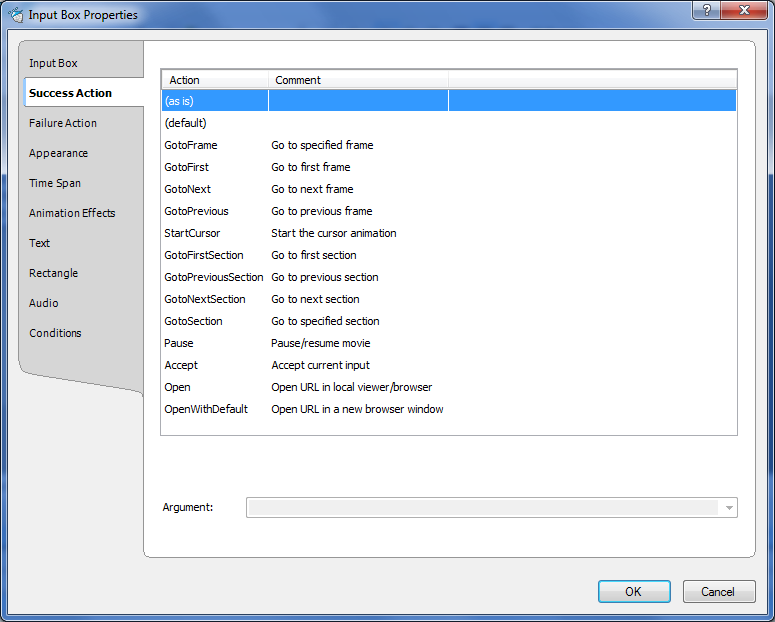 Input Box Properties
?
Input Box
Success Action
Failure Action
Appearance
Time Span
Animation Effects
Text
Rectangle
Audio
Conditions
Action Comment
(as is)
(default)
GotoFrame Go to specified frame
GotoFirst Go to first frame
GotoNext Go to next frame
GotoPrevious Go to previous frame
StartCursor Start the cursor animation
GotoFirstSection Go to first section
GotoPreviousSection Go to previous section
GotoNextSection Go to next section
GotoSection Go to specified section
Pause Pause/resume movie
Accept Accept current input
Open Open URL in local viewer/browser
OpenWithDefault Open URL in a new browser window
Argument:
OK Cancel